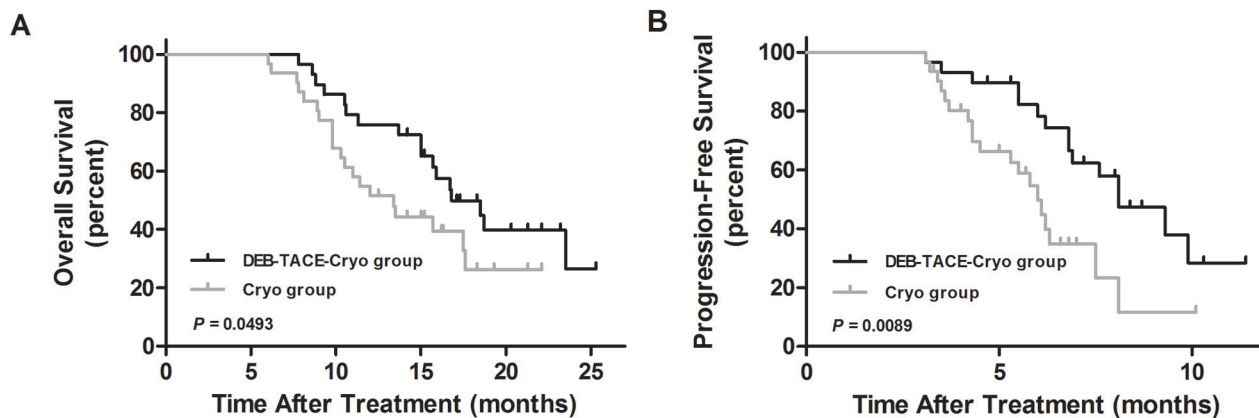 A
Overall Survival
(percent)
100
80
60
40
20
0
DEB-TACE-Cryo group
Cryo group
P = 0.0493
0 5 10 15 20 25
Time After Treatment (months)
B
Progression-Free Survival
(percent)
100
80
60
40
20
0
DEB-TACE-Cryo group
Cryo group
P = 0.0089
0 5 10
Time After Treatment (months)